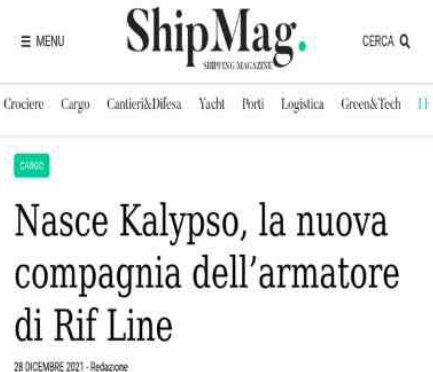 ≡ MENU
ShipMag.
SHIPPING MAGAZINE
CERCA
Crociere Cargo Cantieri&Difesa Yacht Porti Logistica Green&Tech
CARGO
Nasce Kalypso, la nuova
compagnia dell’armatore
di Rif Line
28 DICEMBRE 2021 - Redazione